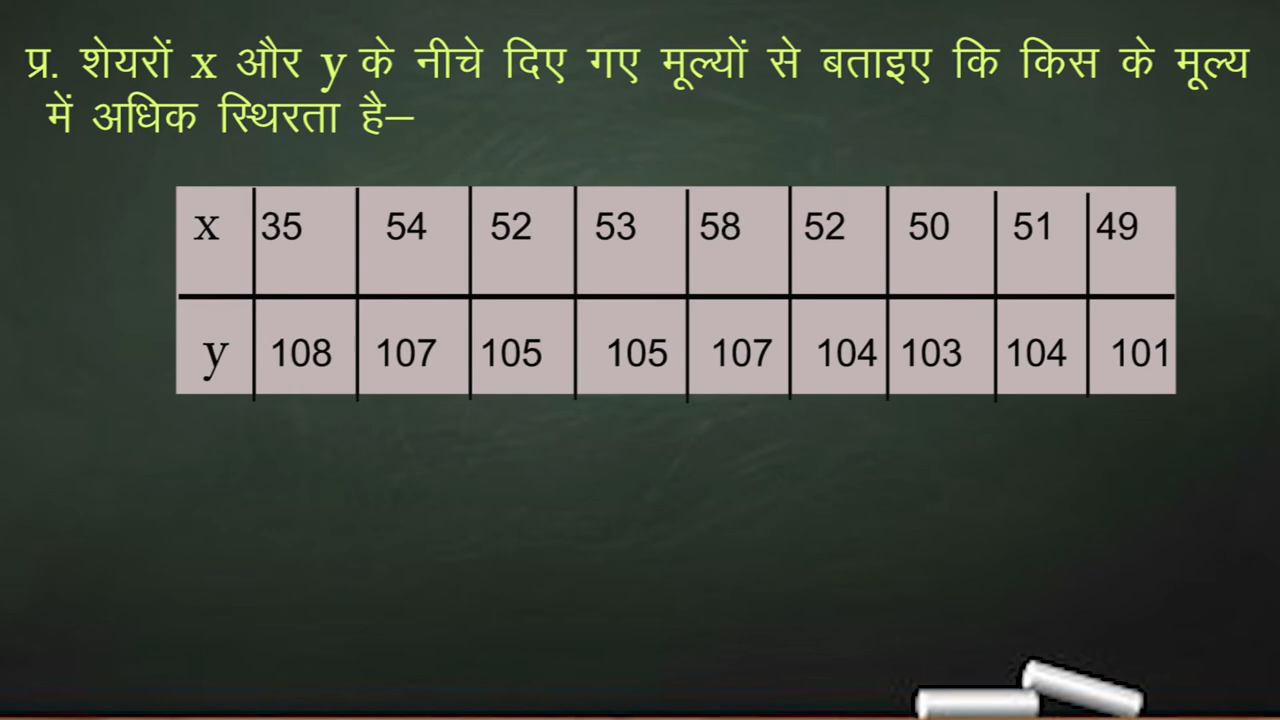 प्र. शेयरों x और y के नीचे दिए गए मूल्यों से बताइए कि किस के मूल्य
में अधिक स्थिरता है–
x 35 54 52 53 58 52 50 51 49
y 108 107 105 105 107 104 103 104 101